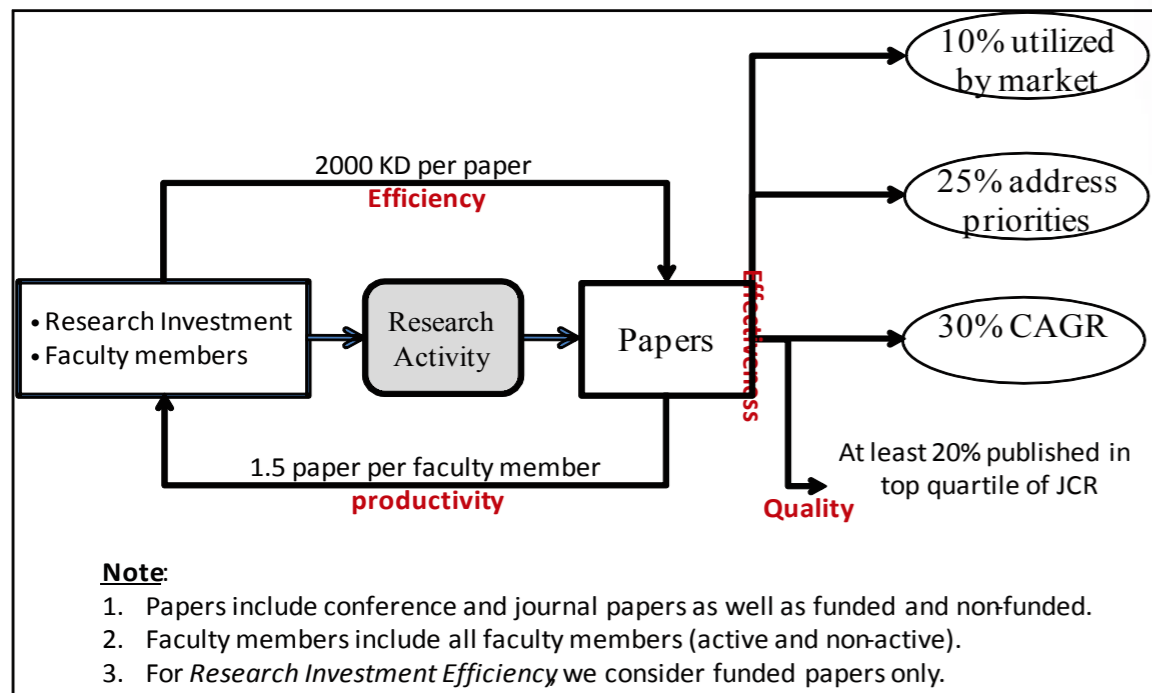 10% utilized
by market
2000 KD per paper
Efficiency
25% address
priorities
• Research Investment
• Faculty members
Research
Activity
Papers
Effectiveness
30% CAGR
1.5 paper per faculty member
productivity
At least 20% published in
top quartile of JCR
Quality
Note:
1. Papers include conference and journal papers as well as funded and non-funded.
2. Faculty members include all faculty members (active and non-active).
3. For Research Investment Efficiency, we consider funded papers only.